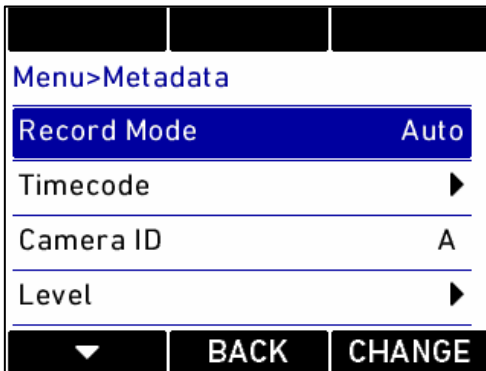 Menu>Metadata
Record Mode Auto
Timecode
Camera ID A
Level
BACK CHANGE